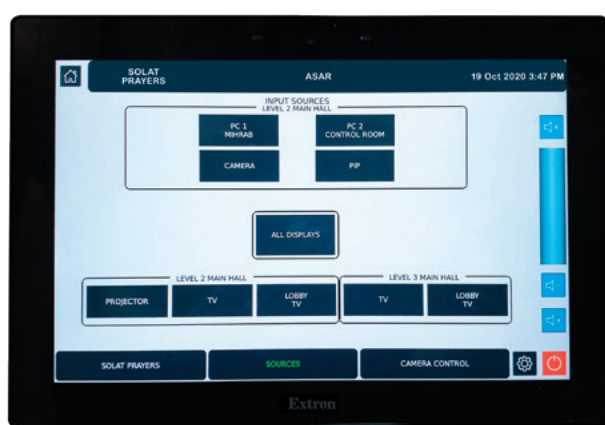 SOLAT
PRAYERS
ASAR
19 Oct 2020 3:47 PM
INPUT SOURCES
LEVEL 2 MAIN HALL
PC 1
MIHRAB
PC 2
CONTROL ROOM
CAMERA
PIP
ALL DISPLAYS
LEVEL 2 MAIN HALL
LEVEL 3 MAIN HALL
PROJECTOR
TV
LOBBY
TV
TV
LOBBY
TV
SOLAT PRAYERS
SOURCES
CAMERA CONTROL
Extron